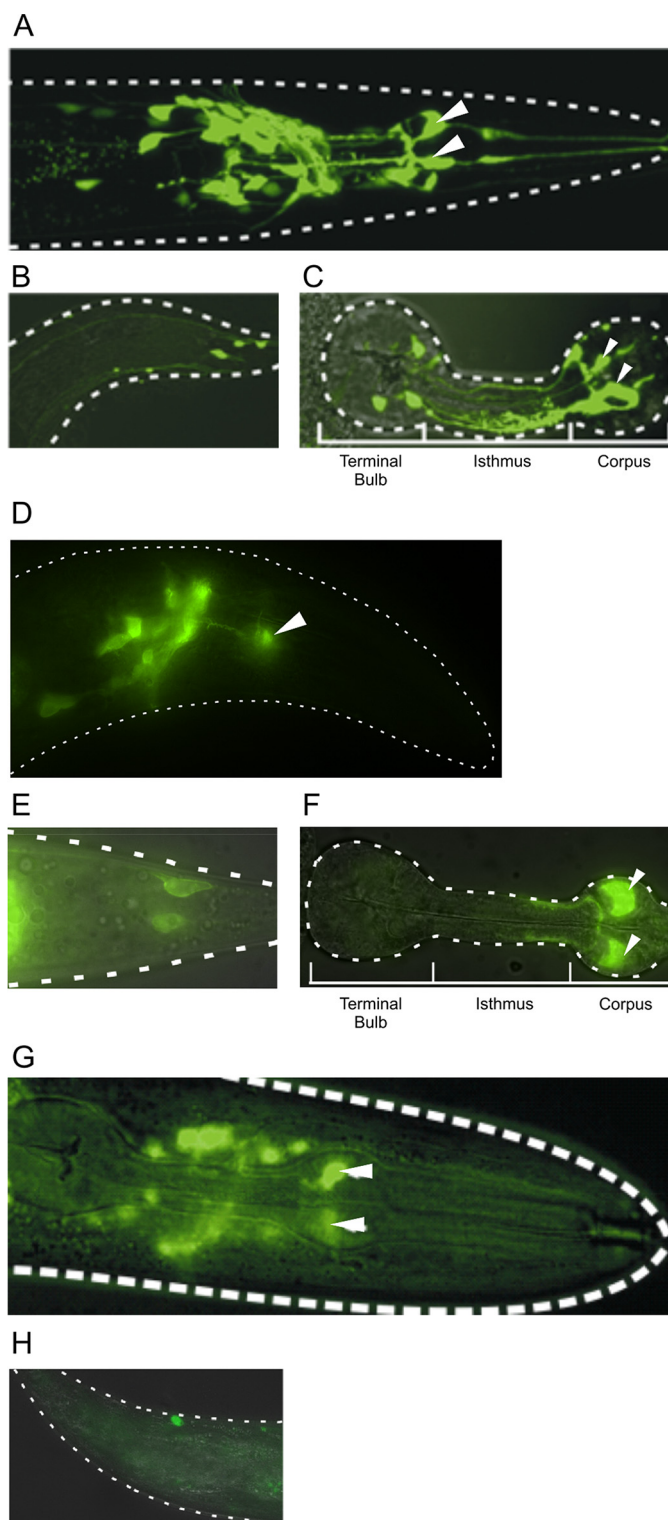 A
B
C
Terminal
Bulb
Isthmus
Corpus
D
E
F
Terminal
Bulb
Isthmus
Corpus
G
H